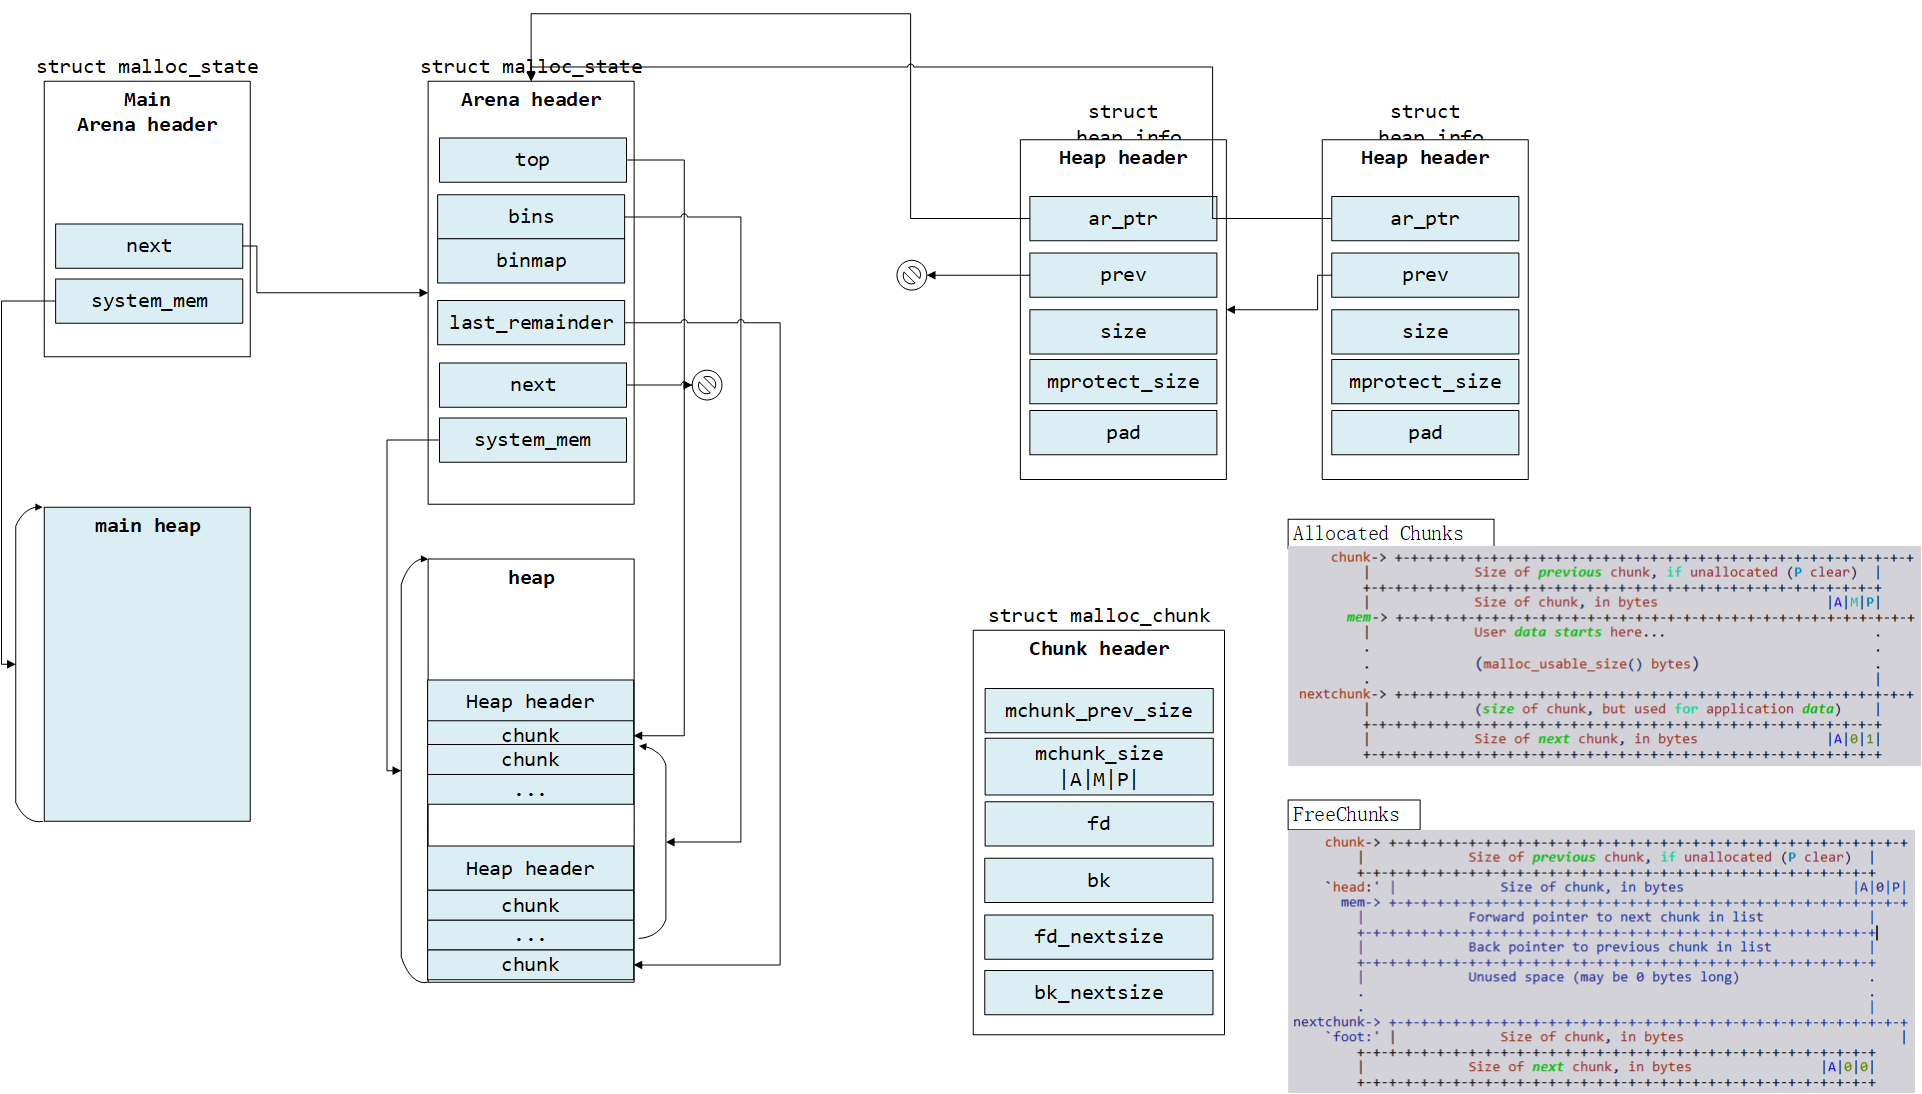 struct malloc_state
Main
Arena header
next
system_mem
main heap
struct malloc_state
Arena header
top
bins
binmap
last_remainder
next
system_mem
heap
Heap header
chunk
chunk
...
Heap header
chunk
...
chunk
struct
heap_info
Heap header
ar_ptr
prev
size
mprotect_size
pad
struct
heap_info
Heap header
ar_ptr
prev
size
mprotect_size
pad
struct malloc_chunk
Chunk header
mchunk_prev_size
mchunk_size
|A|M|P|
fd
bk
fd_nextsize
bk_nextsize
Allocated Chunks
chunk-> +-+-+-+-+-+-+-+-+-+-+-+-+-+-+-+-+-+-+-+-+-+-+-+-+-+-+-+-+-+-+-+-+
| Size of previous chunk, if unallocated (P clear) |
+-+-+-+-+-+-+-+-+-+-+-+-+-+-+-+-+-+-+-+-+-+-+-+-+-+-+-+-+-+-+-+-+
| Size of chunk, in bytes |A|M|P|
mem-> +-+-+-+-+-+-+-+-+-+-+-+-+-+-+-+-+-+-+-+-+-+-+-+-+-+-+-+-+-+-+-+-+
| User data starts here... .
. .
. (malloc_usable_size() bytes) .
. |
nextchunk-> +-+-+-+-+-+-+-+-+-+-+-+-+-+-+-+-+-+-+-+-+-+-+-+-+-+-+-+-+-+-+-+-+
| (size of chunk, but used for application data) |
+-+-+-+-+-+-+-+-+-+-+-+-+-+-+-+-+-+-+-+-+-+-+-+-+-+-+-+-+-+-+-+-+
| Size of next chunk, in bytes |A|0|1|
+-+-+-+-+-+-+-+-+-+-+-+-+-+-+-+-+-+-+-+-+-+-+-+-+-+-+-+-+-+-+-+-+
FreeChunks
chunk-> +-+-+-+-+-+-+-+-+-+-+-+-+-+-+-+-+-+-+-+-+-+-+-+-+-+-+-+-+-+-+-+-+
| Size of previous chunk, if unallocated (P clear) |
+-+-+-+-+-+-+-+-+-+-+-+-+-+-+-+-+-+-+-+-+-+-+-+-+-+-+-+-+-+-+-+-+
`head:' | Size of chunk, in bytes |A|0|P|
mem-> +-+-+-+-+-+-+-+-+-+-+-+-+-+-+-+-+-+-+-+-+-+-+-+-+-+-+-+-+-+-+-+-+
| Forward pointer to next chunk in list |
+-+-+-+-+-+-+-+-+-+-+-+-+-+-+-+-+-+-+-+-+-+-+-+-+-+-+-+-+-+-+-+-+
| Back pointer to previous chunk in list |
+-+-+-+-+-+-+-+-+-+-+-+-+-+-+-+-+-+-+-+-+-+-+-+-+-+-+-+-+-+-+-+-+
| Unused space (may be 0 bytes long) .
. .
. |
nextchunk-> +-+-+-+-+-+-+-+-+-+-+-+-+-+-+-+-+-+-+-+-+-+-+-+-+-+-+-+-+-+-+-+-+
`foot:' | Size of chunk, in bytes |
+-+-+-+-+-+-+-+-+-+-+-+-+-+-+-+-+-+-+-+-+-+-+-+-+-+-+-+-+-+-+-+-+
| Size of next chunk, in bytes |A|0|0|
+-+-+-+-+-+-+-+-+-+-+-+-+-+-+-+-+-+-+-+-+-+-+-+-+-+-+-+-+-+-+-+-+